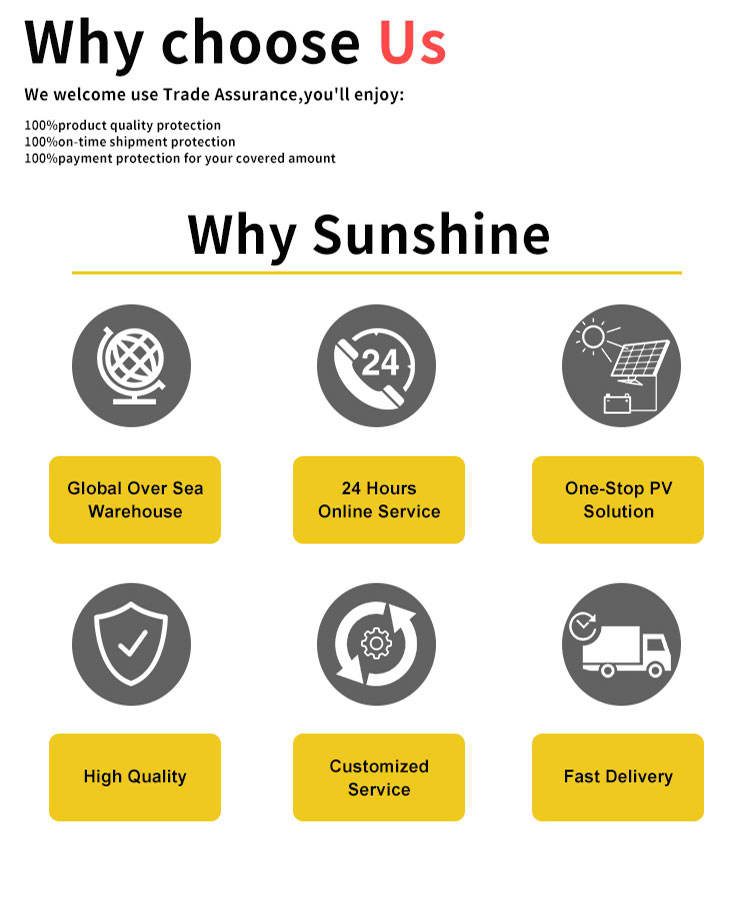 Why choose Us
We welcome use Trade Assurance,you'll enjoy:
100%product quality protection
100%on-time shipment protection
100%payment protection for your covered amount
Why Sunshine
24
Global Over Sea
Warehouse
24 Hours
Online Service
One-Stop PV
Solution
High Quality
Customized
Service
Fast Delivery